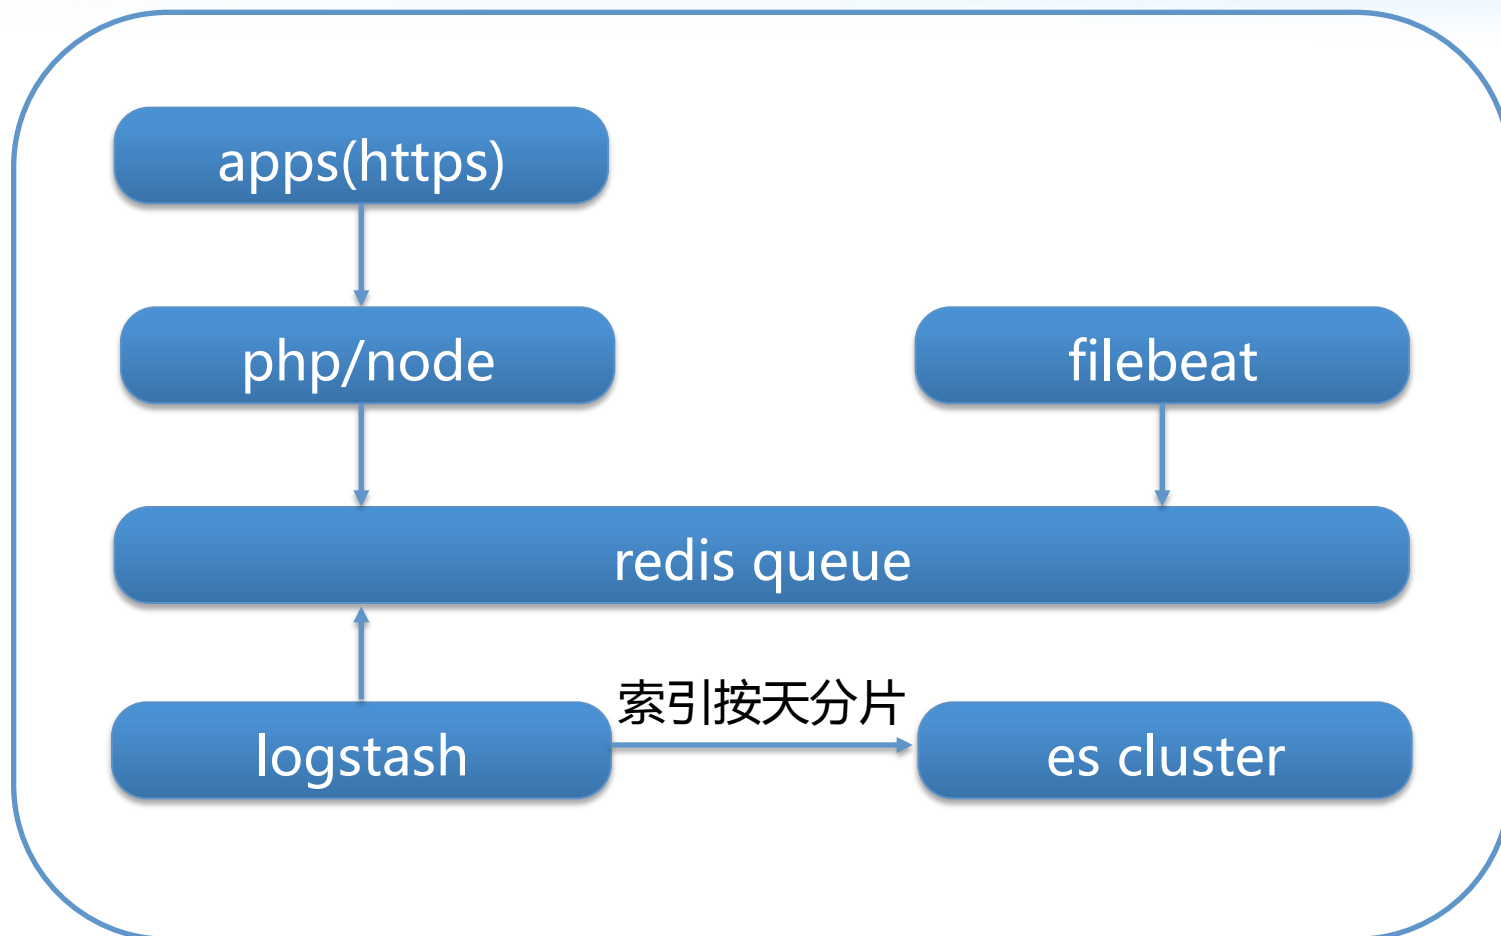 apps(https)
php/node
filebeat
redis queue
索引按天分片
logstash
es cluster